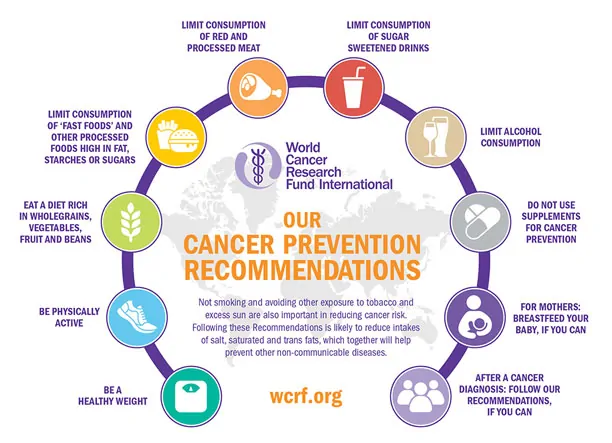 LIMIT CONSUMPTION
OF RED AND
PROCESSED MEAT
LIMIT CONSUMPTION
OF SUGAR
SWEETENED DRINKS
LIMIT CONSUMPTION
OF ‘FAST FOODS’ AND
OTHER PROCESSED
FOODS HIGH IN FAT,
STARCHES OR SUGARS
LIMIT ALCOHOL
CONSUMPTION
World
Cancer
Research
Fund International
EAT A DIET RICH
IN WHOLEGRAINS,
VEGETABLES,
FRUIT AND BEANS
DO NOT USE
SUPPLEMENTS
FOR CANCER
PREVENTION
OUR
CANCER PREVENTION
RECOMMENDATIONS
Not smoking and avoiding other exposure to tobacco and
excess sun are also important in reducing cancer risk.
Following these Recommendations is likely to reduce intakes
of salt, saturated and trans fats, which together will help
prevent other non-communicable diseases.
BE PHYSICALLY
ACTIVE
FOR MOTHERS:
BREASTFEED YOUR
BABY, IF YOU CAN
BE A
HEALTHY WEIGHT
wcrf.org
AFTER A CANCER
DIAGNOSIS: FOLLOW OUR
RECOMMENDATIONS,
IF YOU CAN